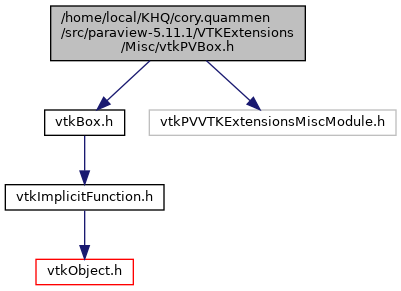 /home/local/KHQ/cory.quammen
/src/paraview-5.11.1/VTKExtensions
/Misc/vtkPVBox.h
vtkBox.h
vtkPVVTKExtensionsMiscModule.h
vtkImplicitFunction.h
vtkObject.h